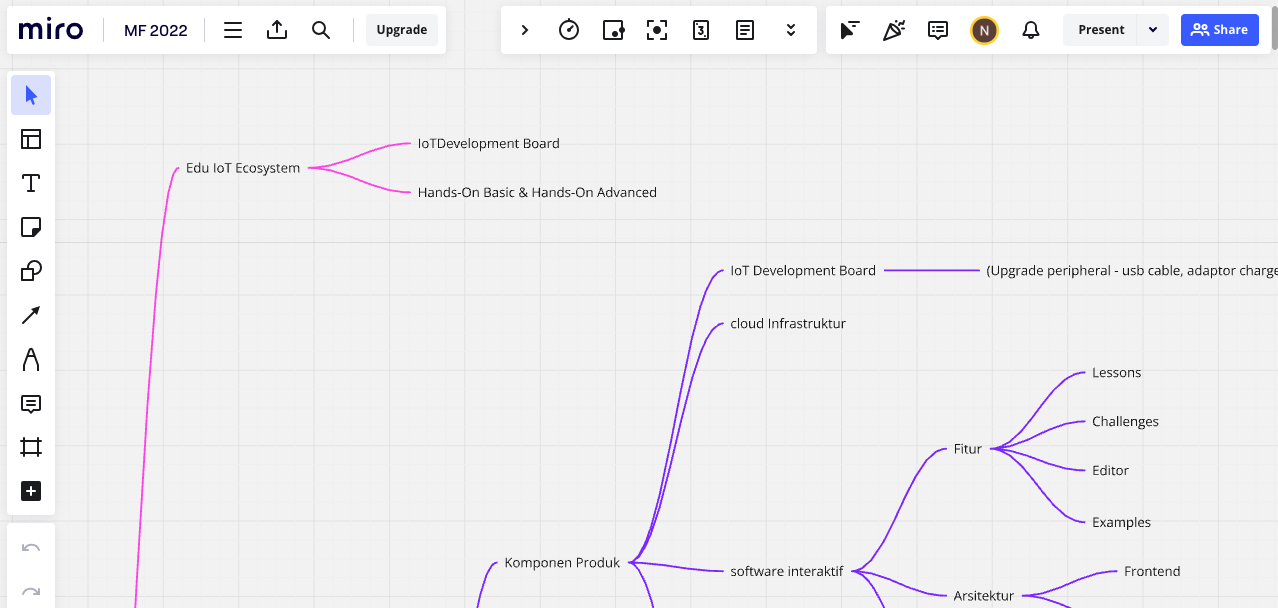 miro
MF 2022
Upgrade
3
N
Present
Share
IoTDevelopment Board
Edu IoT Ecosystem
Hands-On Basic & Hands-On Advanced
IoT Development Board
(Upgrade peripheral - usb cable, adaptor charge
cloud Infrastruktur
Lessons
Challenges
Fitur
Editor
Examples
Komponen Produk
software interaktif
Frontend
Arsitektur